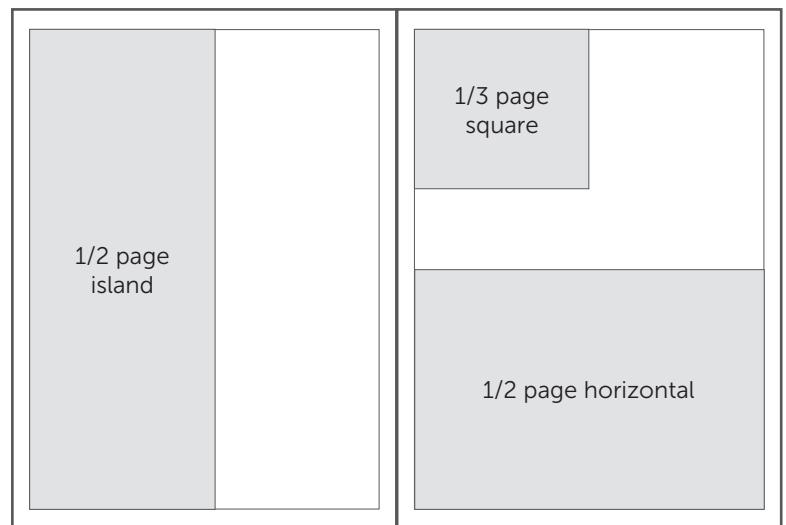 1/2 page
island
1/3 page
square
1/2 page horizontal